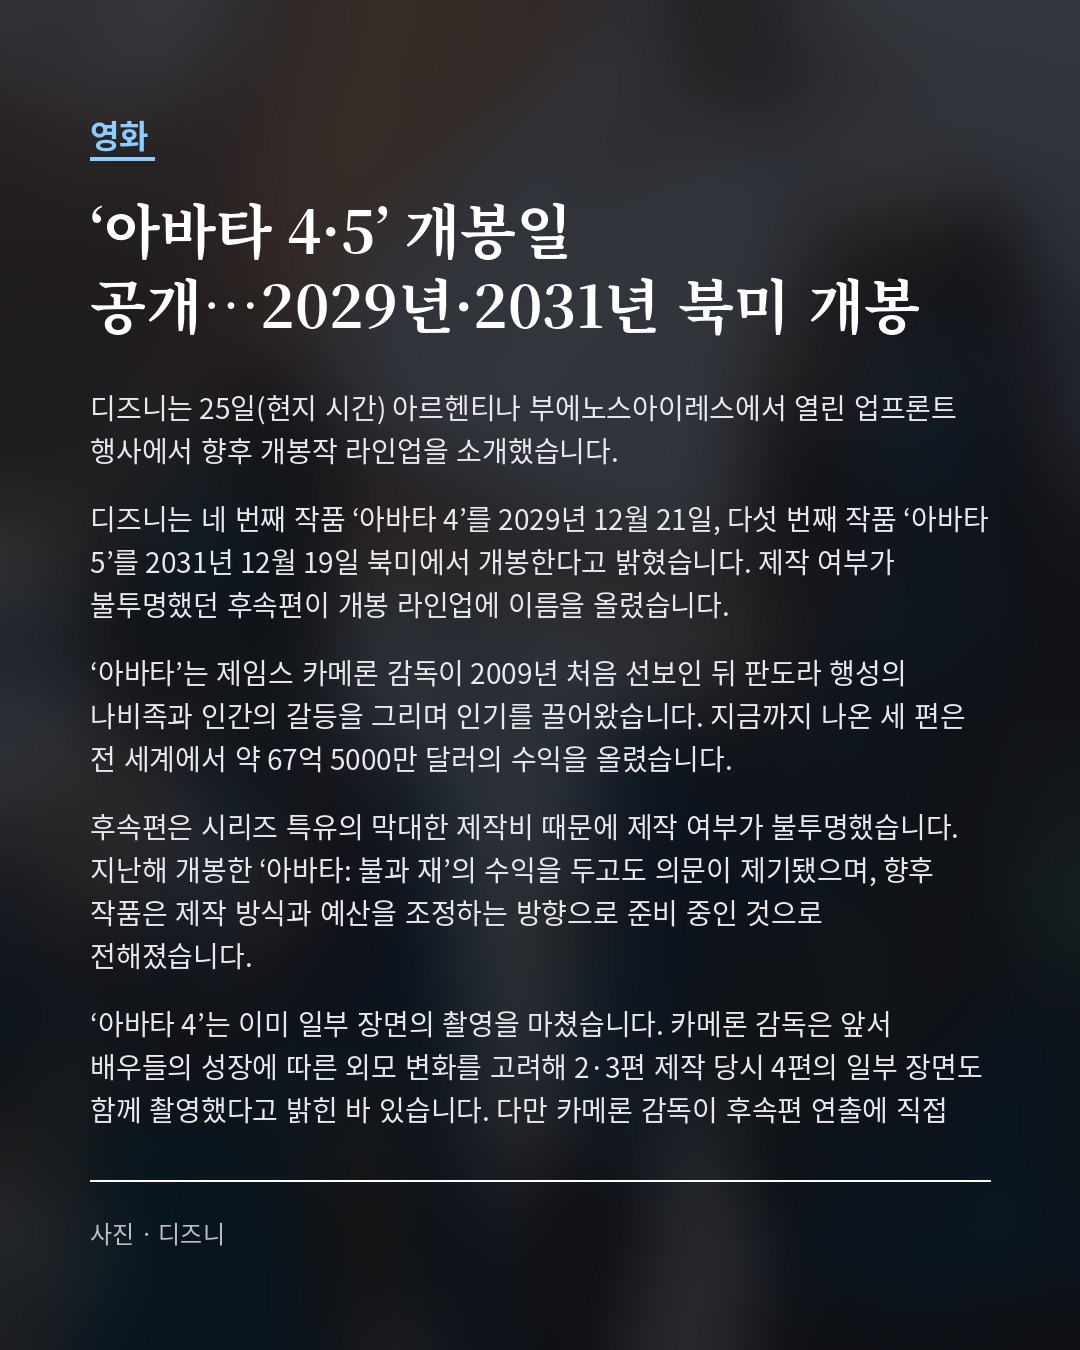 영화
‘아바타 4·5’ 개봉일
공개…2029년·2031년 북미 개봉
디즈니는 25일(현지 시간) 아르헨티나 부에노스아이레스에서 열린 업프론트
행사에서 향후 개봉작 라인업을 소개했습니다.
디즈니는 네 번째 작품 ‘아바타 4’를 2029년 12월 21일, 다섯 번째 작품 ‘아바타
5’를 2031년 12월 19일 북미에서 개봉한다고 밝혔습니다. 제작 여부가
불투명했던 후속편이 개봉 라인업에 이름을 올렸습니다.
‘아바타’는 제임스 카메론 감독이 2009년 처음 선보인 뒤 판도라 행성의
나비족과 인간의 갈등을 그리며 인기를 끌어왔습니다. 지금까지 나온 세 편은
전 세계에서 약 67억 5000만 달러의 수익을 올렸습니다.
후속편은 시리즈 특유의 막대한 제작비 때문에 제작 여부가 불투명했습니다.
지난해 개봉한 ‘아바타: 불과 재’의 수익을 두고도 의문이 제기됐으며, 향후
작품은 제작 방식과 예산을 조정하는 방향으로 준비 중인 것으로
전해졌습니다.
‘아바타 4’는 이미 일부 장면의 촬영을 마쳤습니다. 카메론 감독은 앞서
배우들의 성장에 따른 외모 변화를 고려해 2·3편 제작 당시 4편의 일부 장면도
함께 촬영했다고 밝힌 바 있습니다. 다만 카메론 감독이 후속편 연출에 직접
사진 · 디즈니